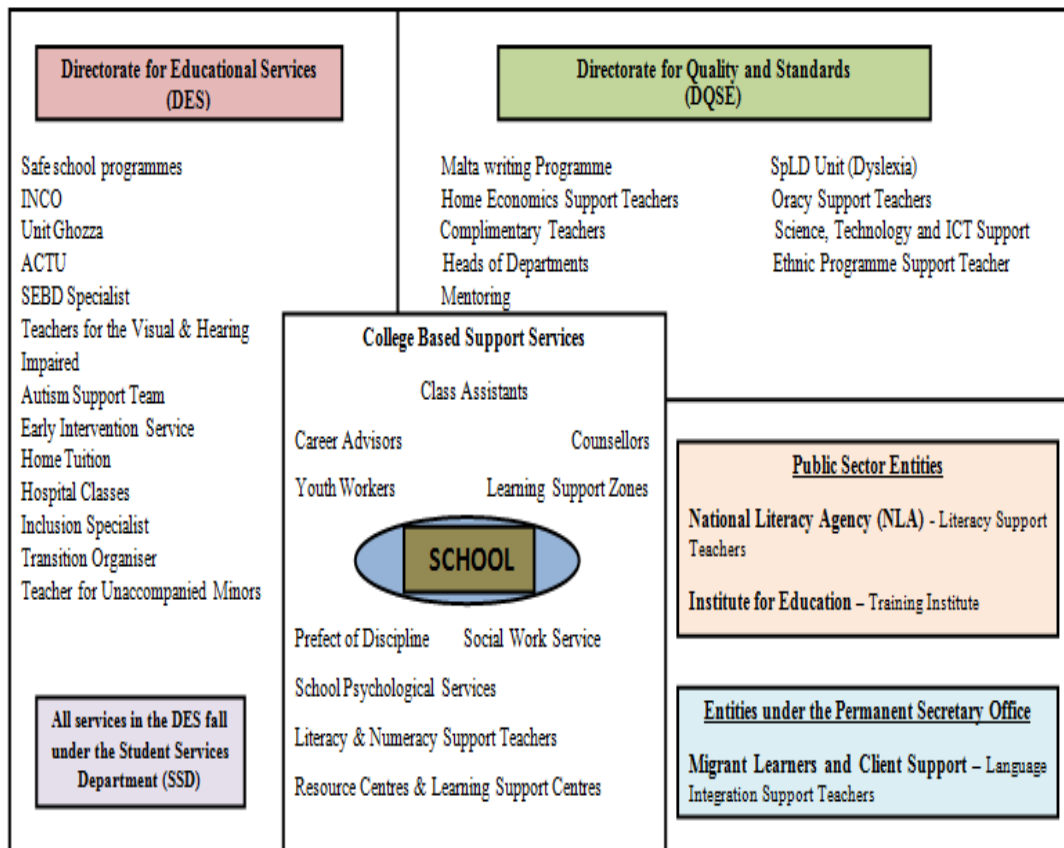 Directorate for Educational Services
(DES)
Safe school programmes
INCO
Unit Ghozza
ACTU
SEBD Specialist
Teachers for the Visual & Hearing
Impaired
Autism Support Team
Early Intervention Service
Home Tuition
Hospital Classes
Inclusion Specialist
Transition Organiser
Teacher for Unaccompanied Minors
All services in the DES fall
under the Student Services
Department (SSD)
Directorate for Quality and Standards
(DQSE)
Malta writing Programme
Home Economics Support Teachers
Complimentary Teachers
Heads of Departments
Mentoring
SpLD Unit (Dyslexia)
Oracy Support Teachers
Science, Technology and ICT Support
Ethnic Programme Support Teacher
College Based Support Services
Class Assistants
Career Advisors
Counsellors
Youth Workers
Learning Support Zones
SCHOOL
Prefect of Discipline
Social Work Service
School Psychological Services
Literacy & Numeracy Support Teachers
Resource Centres & Learning Support Centres
Public Sector Entities
National Literacy Agency (NLA) - Literacy Support
Teachers
Institute for Education – Training Institute
Entities under the Permanent Secretary Office
Migrant Learners and Client Support – Language
Integration Support Teachers